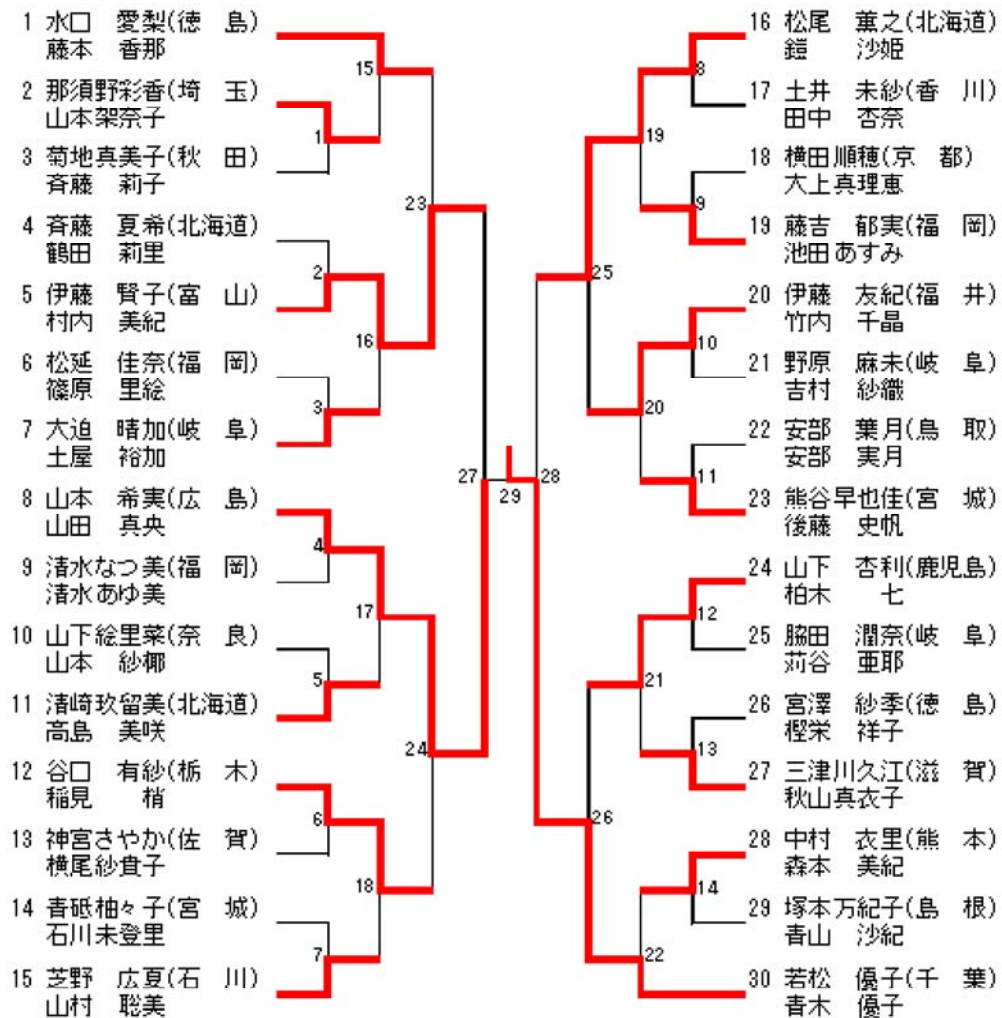 1 水口 愛梨(徳 島)
藤本 香那
2 那須野彩香(埼 玉)
山本架奈子
3 菊地真美子(秋 田)
斉藤 莉子
4 斉藤 夏希(北海道)
鶴田 莉里
5 伊藤 賢子(富 山)
村内 美紀
6 松延 佳奈(福 岡)
篠原 里絵
7 大迫 晴加(岐 阜)
土屋 裕加
8 山本 希実(広 島)
山田 真央
9 清水なつ美(福 岡)
清水あゆ美
10 山下絵里菜(奈 良)
山本 紗椰
11 清崎玖留美(北海道)
高島 美咲
12 谷口 有紗(栃 木)
稲見 梢
13 神宮さやか(佐 賀)
横尾紗貴子
14 青砥柚々子(宮 城)
石川未登里
15 芝野 広夏(石 川)
山村 聡美
15
1
23
2
16
3
27
4
17
5
24
6
18
7
29
28
8
19
9
25
10
20
11
12
21
13
26
14
22
16 松尾 薫之(北海道)
鎧 沙姫
17 土井 未紗(香 川)
田中 杏奈
18 横田順穂(京 都)
大上真理恵
19 藤吉 郁実(福 岡)
池田あすみ
20 伊藤 友紀(福 井)
竹内 千晶
21 野原 麻未(岐 阜)
吉村 紗織
22 安部 葉月(鳥 取)
安部 実月
23 熊谷早也佳(宮 城)
後藤 史帆
24 山下 杏利(鹿児島)
柏木 七
25 脇田 潤奈(岐 阜)
苅谷 亜耶
26 宮澤 紗季(徳 島)
樫栄 祥子
27 三津川久江(滋 賀)
秋山真衣子
28 中村 衣里(熊 本)
森本 美紀
29 塚本万紀子(島 根)
青山 沙紀
30 若松 優子(千 葉)
青木 優子